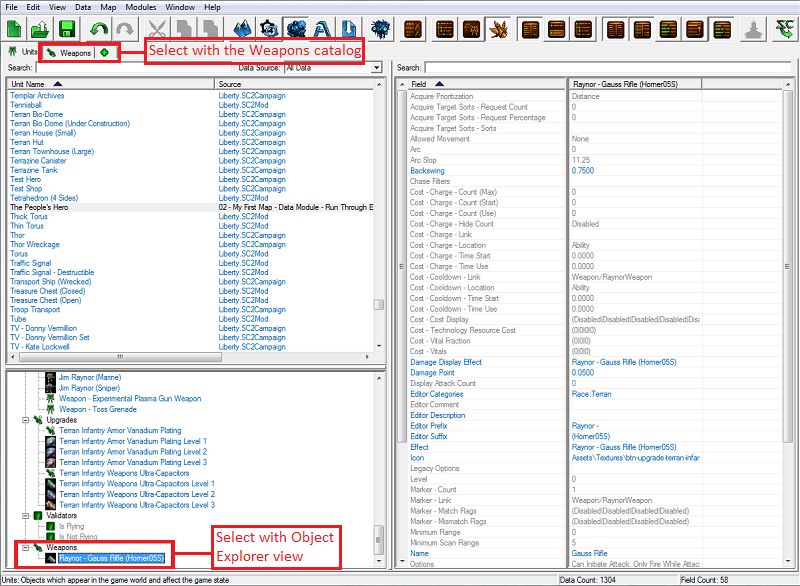 File Edit View Data Map Modules Window Help
Units Weapons
Select with the Weapons catalog
Search: Data Source: All Data
Search:
Unit Name Source
Templar Archives Liberty.SC2Campaign
Tennisball Liberty.SC2Mod
Terran Bio-Dome Liberty.SC2Campaign
Terran Bio-Dome (Under Construction) Liberty.SC2Campaign
Terran House (Small) Liberty.SC2Campaign
Terran Hut Liberty.SC2Campaign
Terran Townhouse (Large) Liberty.SC2Campaign
Terrazine Canister Liberty.SC2Campaign
Terrazine Tank Liberty.SC2Campaign
Test Hero Liberty.SC2Campaign
Test Shop Liberty.SC2Campaign
Tetrahedron (4 Sides) Liberty.SC2Mod
The People's Hero 02 - My First Map - Data Module - Run Through E
Thick Torus Liberty.SC2Mod
Thin Torus Liberty.SC2Mod
Thor Liberty.SC2Campaign
Thor Wreckage Liberty.SC2Campaign
Torus Liberty.SC2Mod
Traffic Signal Liberty.SC2Campaign
Traffic Signal - Destructible Liberty.SC2Campaign
Transport Ship (Wrecked) Liberty.SC2Campaign
Treasure Chest (Closed) Liberty.SC2Campaign
Treasure Chest (Open) Liberty.SC2Campaign
Troop Transport Liberty.SC2Campaign
Tube Liberty.SC2Mod
TV - Donny Vermillion Liberty.SC2Campaign
TV - Donny Vermillion Set Liberty.SC2Campaign
TV - Kate Lockwell Liberty.SC2Campaign
Jim Raynor (Marine)
Jim Raynor (Sniper)
Weapon - Experimental Plasma Gun Weapon
Weapon - Toss Grenade
Upgrades
Terran Infantry Armor Vanadium Plating
Terran Infantry Armor Vanadium Plating Level 1
Terran Infantry Armor Vanadium Plating Level 2
Terran Infantry Armor Vanadium Plating Level 3
Terran Infantry Weapons Ultra-Capacitors
Terran Infantry Weapons Ultra-Capacitors Level 1
Terran Infantry Weapons Ultra-Capacitors Level 2
Terran Infantry Weapons Ultra-Capacitors Level 3
Validators
Is Flying
Is Not Flying
Weapons
Raynor - Gauss Rifle (Homer05S)
Select with Object
Explorer view
Field Raynor - Gauss Rifle (Homer05S)
Acquire Prioritization Distance
Acquire Target Sorts - Request Count 0
Acquire Target Sorts - Request Percentage 0
Acquire Target Sorts - Sorts
Allowed Movement None
Arc 0
Arc Slop 11.25
Backswing 0.7500
Chase Filters
Cost - Charge - Count (Max) 0
Cost - Charge - Count (Start) 0
Cost - Charge - Count (Use) 0
Cost - Charge - Hide Count Disabled
Cost - Charge - Link
Cost - Charge - Location Ability
Cost - Charge - Time Start 0.0000
Cost - Charge - Time Use 0.0000
Cost - Cooldown - Link Weapon/RaynorWeapon
Cost - Cooldown - Location Ability
Cost - Cooldown - Time Start 0.0000
Cost - Cooldown - Time Use 0.0000
Cost - Cost Display (Disabled|Disabled|Disabled|Disabled|Disa
Cost - Technology Resource Cost (0|0|0|0)
Cost - Vital Fraction (0|0|0)
Cost - Vitals (0|0|0)
Damage Display Effect Raynor - Gauss Rifle (Homer05S)
Damage Point 0.0500
Display Attack Count 0
Editor Categories Race:Terran
Editor Comment
Editor Description
Editor Prefix Raynor -
Editor Suffix (Homer05S)
Effect Raynor - Gauss Rifle (Homer05S)
Icon Assets\Textures\btn-upgrade-terran-infar
Legacy Options
Level 0
Marker - Count 1
Marker - Link Weapon/RaynorWeapon
Marker - Match Flags (Disabled|Disabled)
Marker - Mismatch Flags (Disabled|Disabled)
Minimum Range 0
Minimum Scan Range 5
Name Gauss Rifle
Options Can Initiate Attack, Only Fire While Attac
Units: Objects which appear in the game world and affect the game state Data Count: 1304 Field Count: 58